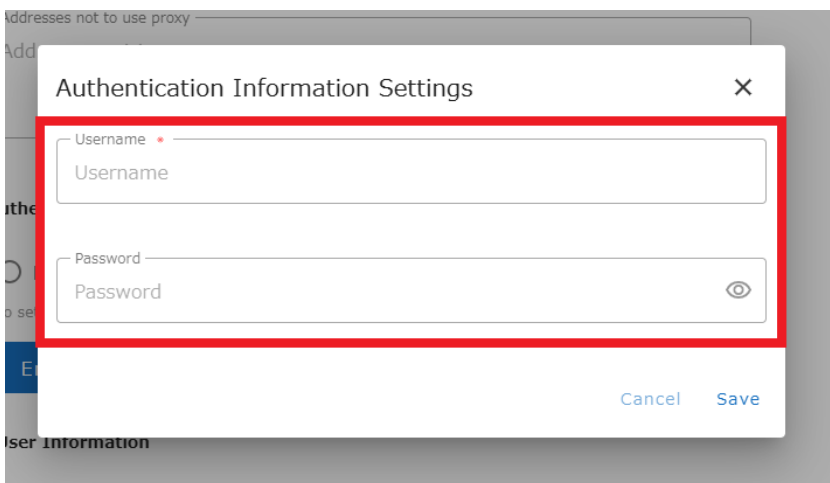 Addresses not to use proxy
Authentication Information Settings
Username *
Username
Password
Password
Cancel
Save
User Information